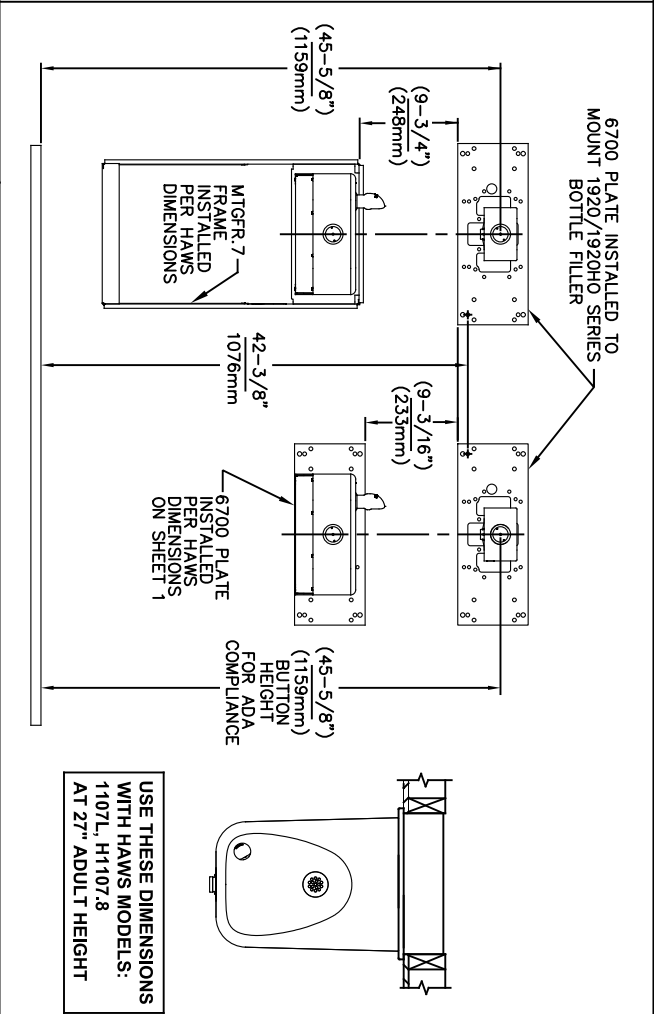 6700 PLATE INSTALLED TO
MOUNT 1920/1920HO SERIES
BOTTLE FILLER
(45-5/8")
(1159mm)
(9-3/4")
(248mm)
MTGFR.7
FRAME
INSTALLED
PER HAWS
DIMENSIONS
42-3/8"
1076mm
(9-3/16")
(233mm)
6700 PLATE
INSTALLED
PER HAWS
DIMENSIONS
ON SHEET 1
(45-5/8")
(1159mm)
BUTTON
HEIGHT
FOR ADA
COMPLIANCE
USE THESE DIMENSIONS
WITH HAWS MODELS:
1107L, H1107.8
AT 27" ADULT HEIGHT